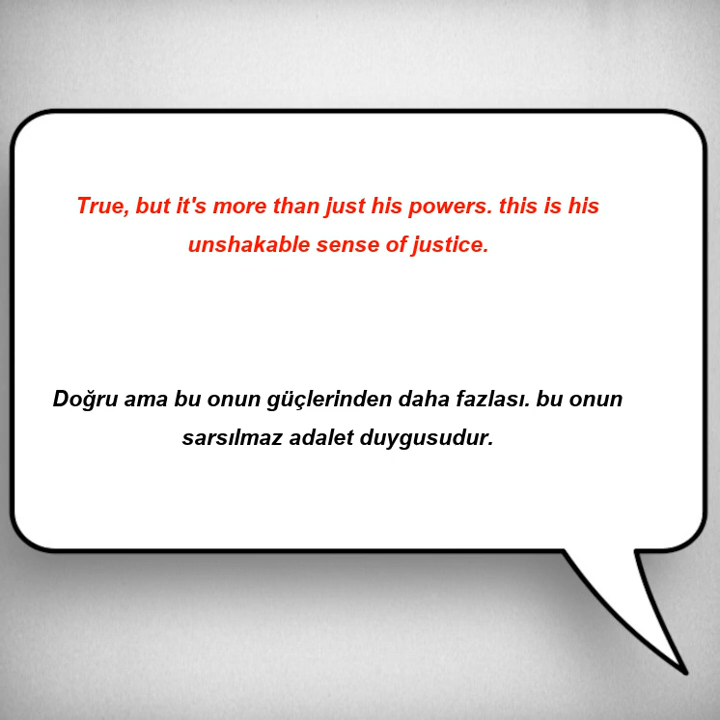 True, but it's more than just his powers. this is his
unshakable sense of justice.
Doğru ama bu onun güçlerinden daha fazlası. bu onun
sarsılmaz adalet duygusudur.